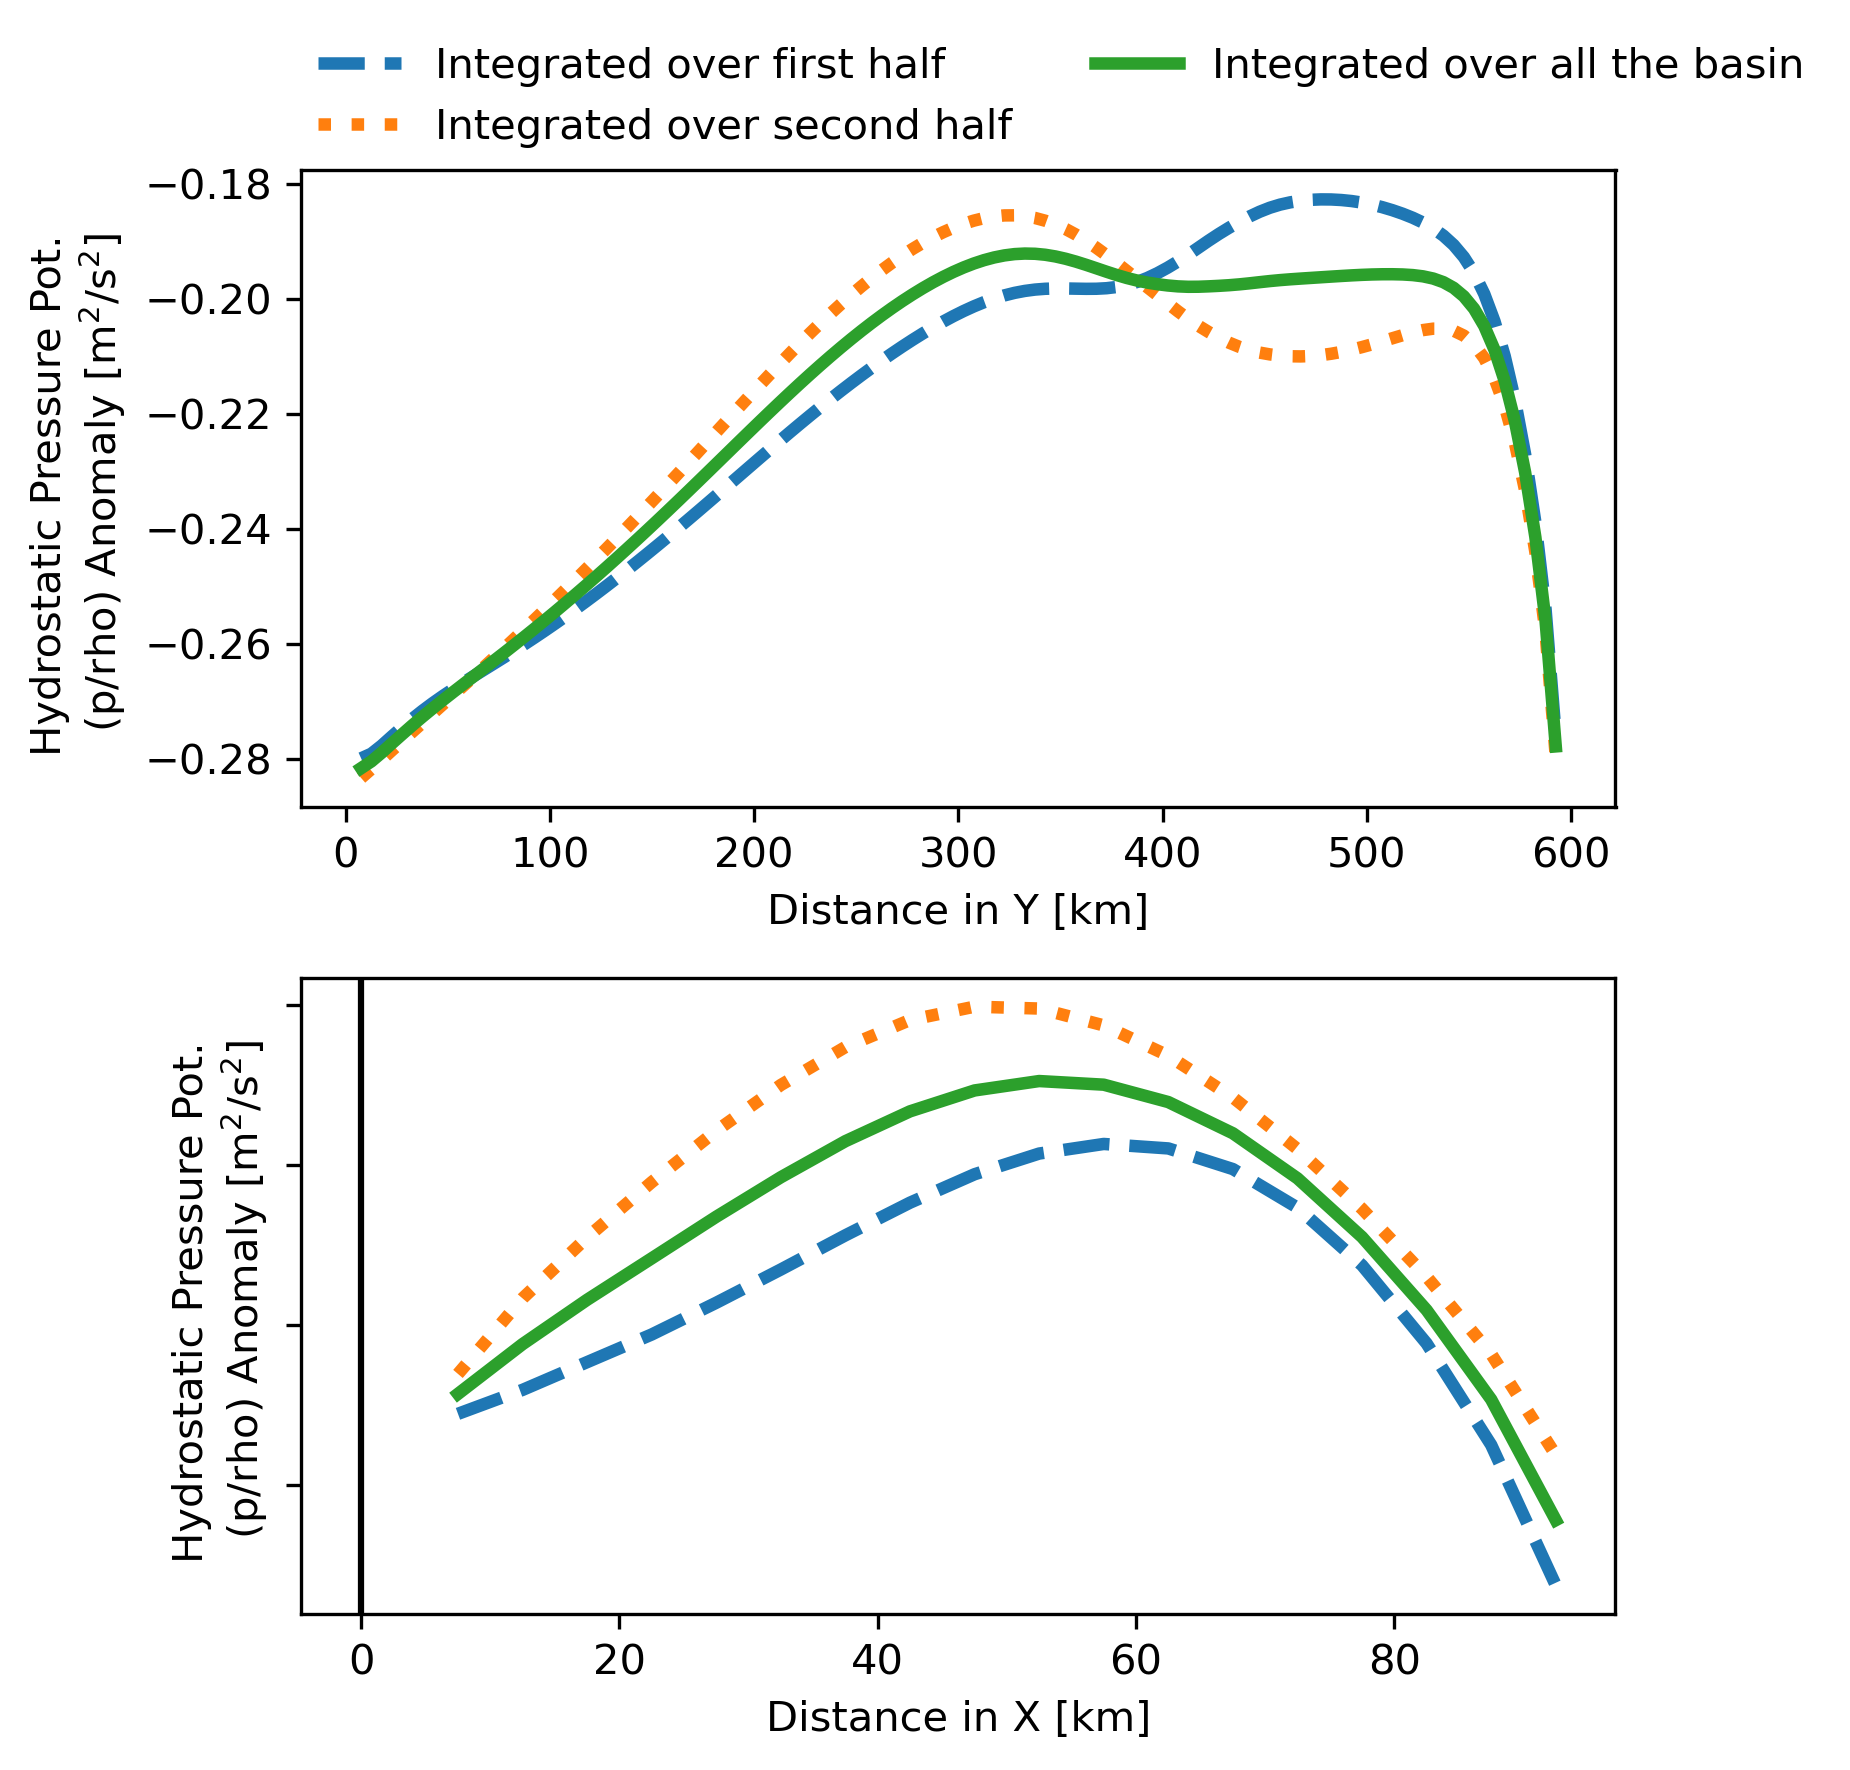 Integrated over first half
Integrated over second half
Integrated over all the basin
Hydrostatic Pressure Pot.
(p/rho) Anomaly [m²/s²]
−0.18
−0.20
−0.22
−0.24
−0.26
−0.28
0 100 200 300 400 500 600
Distance in Y [km]
Hydrostatic Pressure Pot.
(p/rho) Anomaly [m²/s²]
0 20 40 60 80
Distance in X [km]